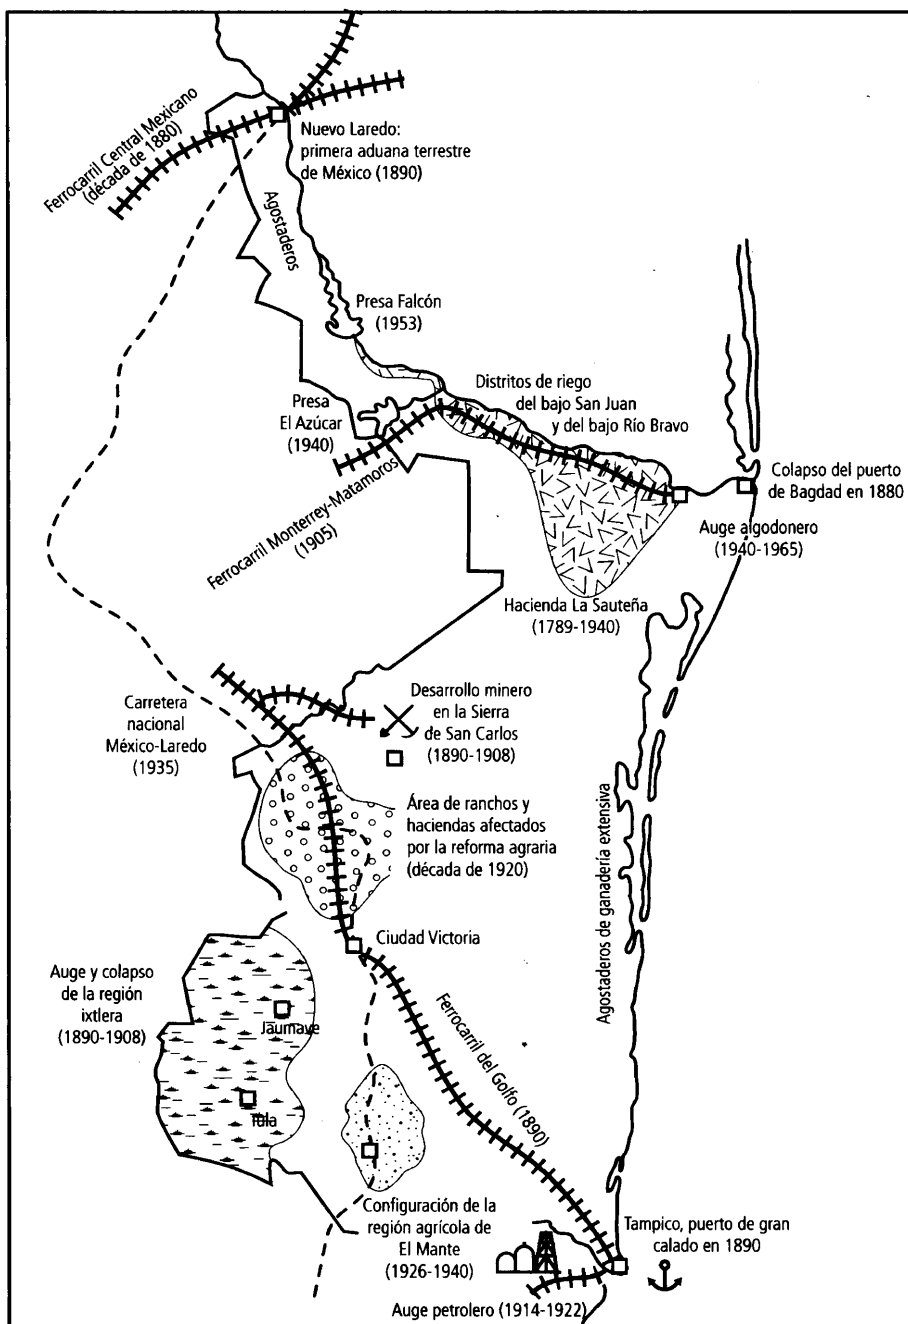 Ferrocarril Central Mexicano
(década de 1880)
Nuevo Laredo:
primera aduana terrestre
de México (1890)
Agostaderos
Presa Falcón
(1953)
Distritos de riego
del bajo San Juan
y del bajo Río Bravo
Presa
El Azúcar
(1940)
Ferrocarril Monterrey-Matamoros
(1905)
Colapso del puerto
de Bagdad en 1880
Auge algodonero
(1940-1965)
Hacienda La Sauteña
(1789-1940)
Carretera
nacional
México-Laredo
(1935)
Desarrollo minero
en la Sierra
de San Carlos
(1890-1908)
Área de ranchos y
haciendas afectados
por la reforma agraria
(década de 1920)
Agostaderos de ganadería extensiva
Ciudad Victoria
Auge y colapso
de la región
ixtlera
(1890-1908)
Jaumave
Tula
Ferrocarril del Golfo (1890)
Configuración de la
región agrícola de
El Mante
(1926-1940)
Tampico, puerto de gran
calado en 1890
Auge petrolero (1914-1922)